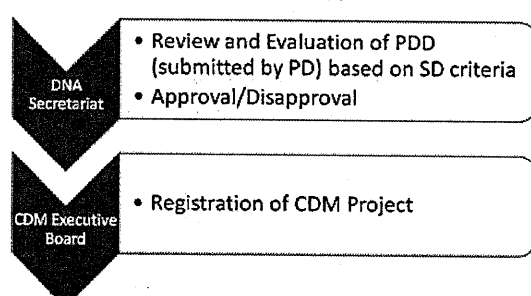 DNA
Secretariat
• Review and Evaluation of PDD
(submitted by PD) based on SD criteria
• Approval/Disapproval
CDM Executive
Board
• Registration of CDM Project